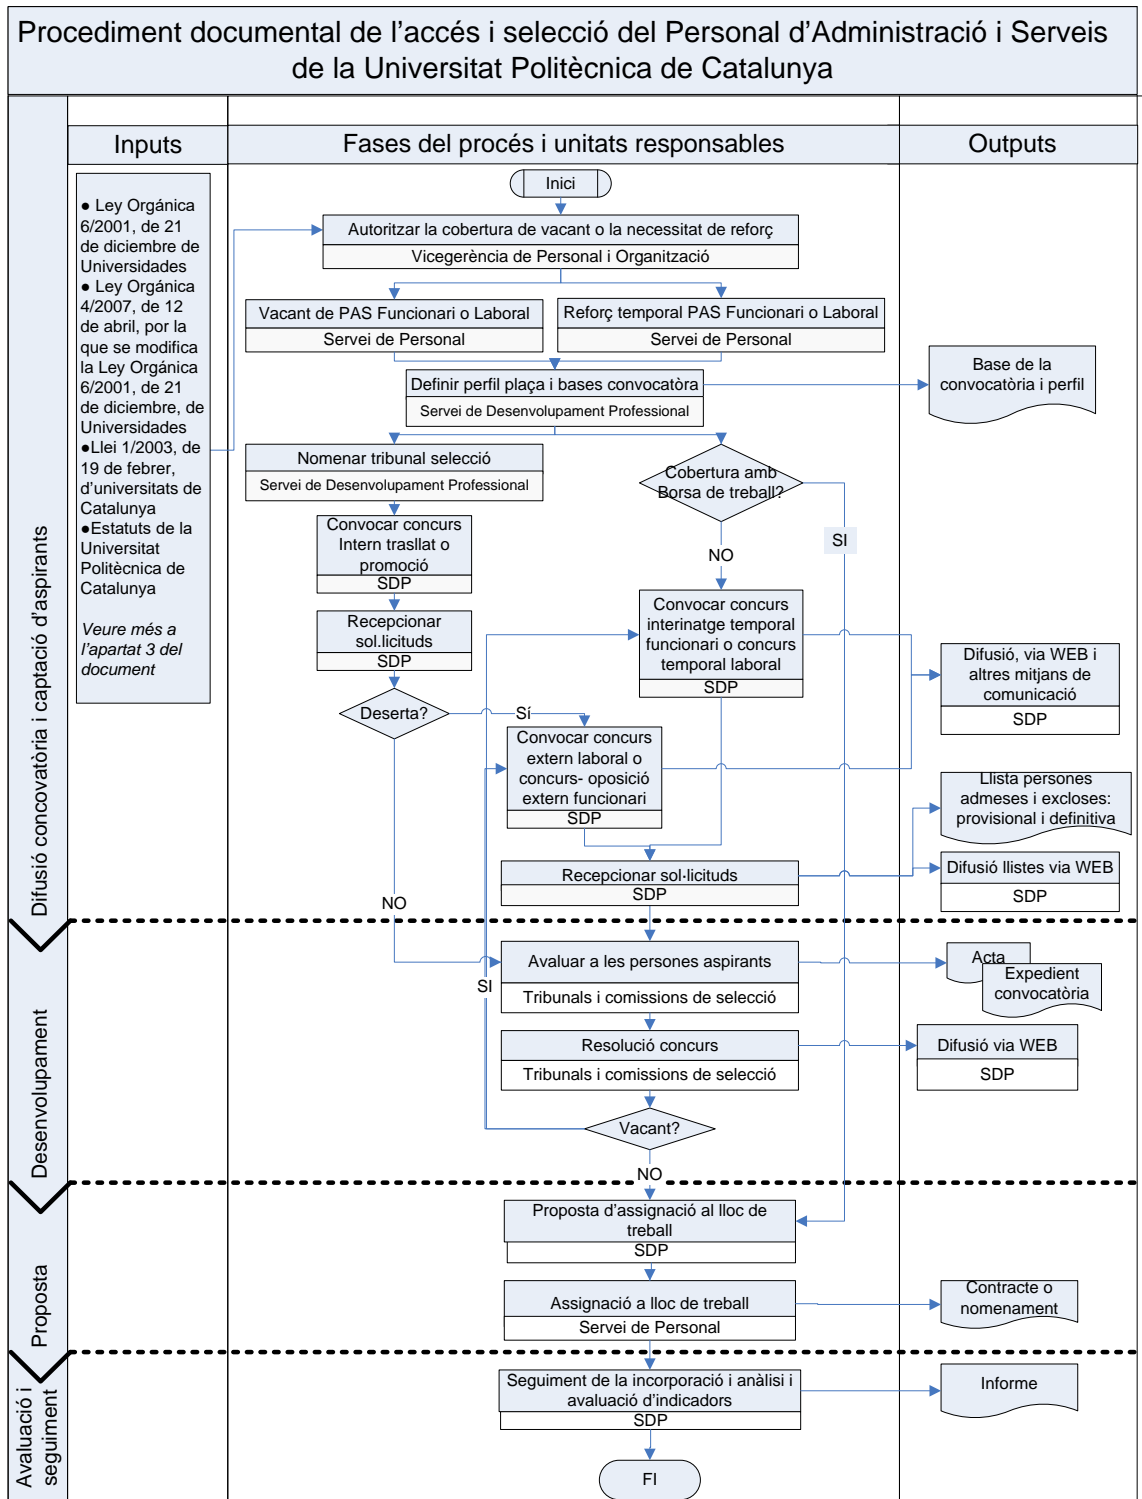 Procediment documental de l'accés i selecció del Personal d'Administració i Serveis
de la Universitat Politècnica de Catalunya
Inputs
Fases del procés i unitats responsables
Outputs
● Ley Orgánica
6/2001, de 21
de diciembre de
Universidades
● Ley Orgánica
4/2007, de 12
de abril, por la
que se modifica
la Ley Orgánica
6/2001, de 21
de diciembre, de
Universidades
●Llei 1/2003, de
19 de febrer,
d'universitats de
Catalunya
●Estatuts de la
Universitat
Politècnica de
Catalunya
Veure més a
l'apartat 3 del
document
Inici
Autoritzar la cobertura de vacant o la necessitat de reforç
Vicegerència de Personal i Organització
Vacant de PAS Funcionari o Laboral
Servei de Personal
Reforç temporal PAS Funcionari o Laboral
Servei de Personal
Definir perfil plaça i bases convocatòra
Servei de Desenvolupament Professional
Base de la
convocatòria i perfil
Nomenar tribunal selecció
Servei de Desenvolupament Professional
Cobertura amb
Borsa de treball?
Convocar concurs
Intern trasllat o
promoció
SDP
SI
NO
Recepcionar
sol.licituds
SDP
Convocar concurs
interinatge temporal
funcionari o concurs
temporal laboral
SDP
Difusió, via WEB i
altres mitjans de
comunicació
SDP
Deserta?
Sí
Convocar concurs
extern laboral o
concurs- oposició
extern funcionari
SDP
Llista persones
admeses i excloses:
provisional i definitiva
Recepcionar sol·licituds
SDP
Difusió llistes via WEB
SDP
NO
Difusió concovatòria i captació d'aspirants
Avaluar a les persones aspirants
Tribunals i comissions de selecció
Acta
Expedient
convocatòria
SI
Resolució concurs
Tribunals i comissions de selecció
Difusió via WEB
SDP
Vacant?
NO
Desenvolupament
Proposta d'assignació al lloc de
treball
SDP
Assignació a lloc de treball
Servei de Personal
Contracte o
nomenament
Proposta
Seguiment de la incorporació i anàlisi i
avaluació d'indicadors
SDP
Informe
Avaluació i
seguiment
FI